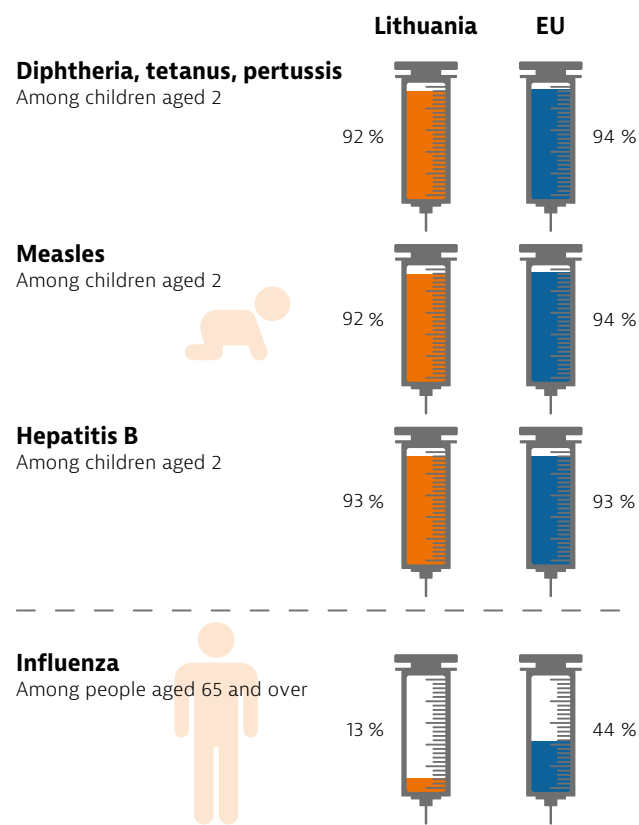 Lithuania EU
Diphtheria, tetanus, pertussis
Among children aged 2
92 % 94 %
Measles
Among children aged 2
92 % 94 %
Hepatitis B
Among children aged 2
93 % 93 %
Influenza
Among people aged 65 and over
13 % 44 %